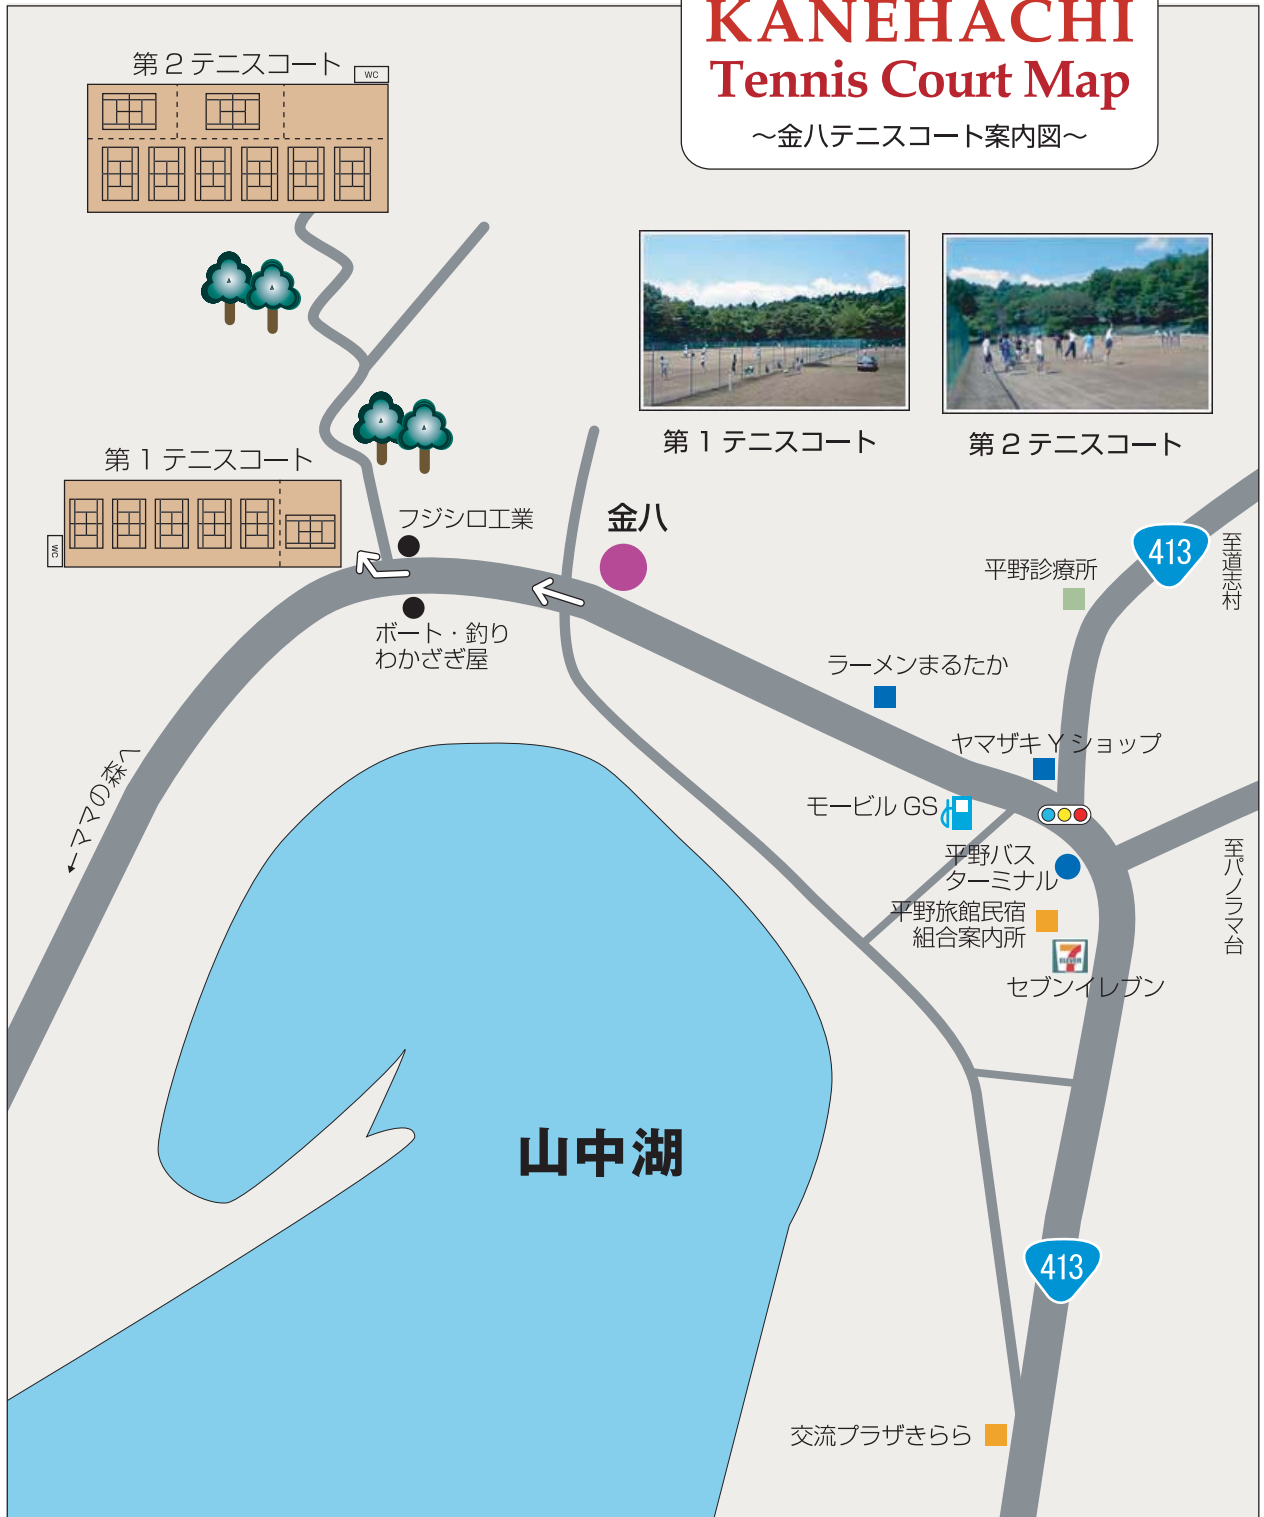 KANEHACHI
Tennis Court Map
～金八テニスコート案内図～
第2テニスコート
WC
第1テニスコート
第2テニスコート
第1テニスコート
WC
フジシロ工業
金八
413
至道志村
平野診療所
ボート・釣り
わかざぎ屋
ラーメンまるたか
ヤマザキYショップ
←ママの森へ
モービルGS
平野バス
ターミナル
至パノラマ台
平野旅館民宿
組合案内所
7
ELEVEN
セブンイレブン
山中湖
413
交流プラザきらら